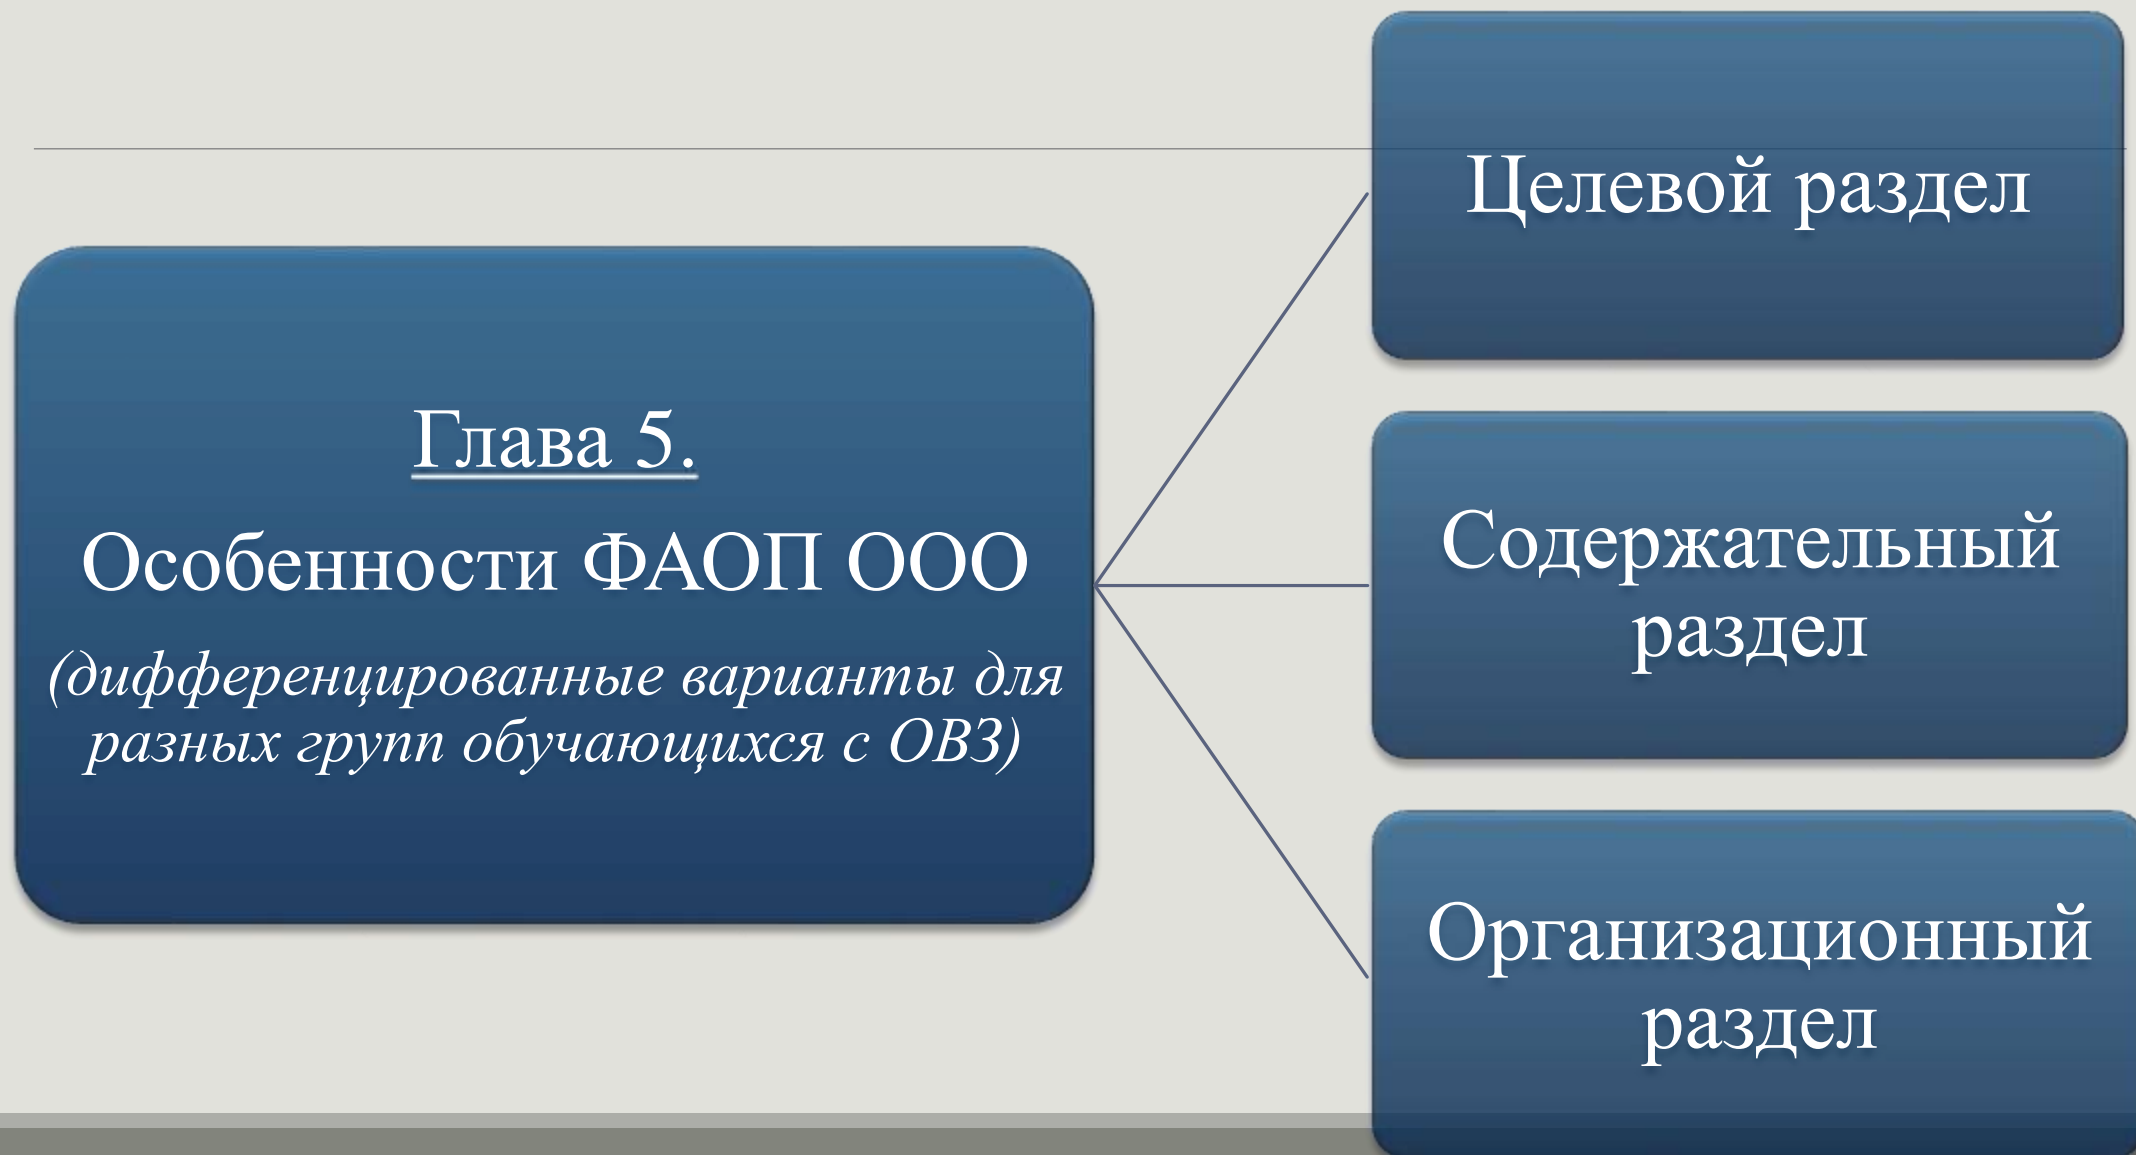 Глава 5.
Особенности ФАОП ООО
(дифференцированные варианты для
разных групп обучающихся с ОВЗ)
Целевой раздел
Содержательный
раздел
Организационный
раздел